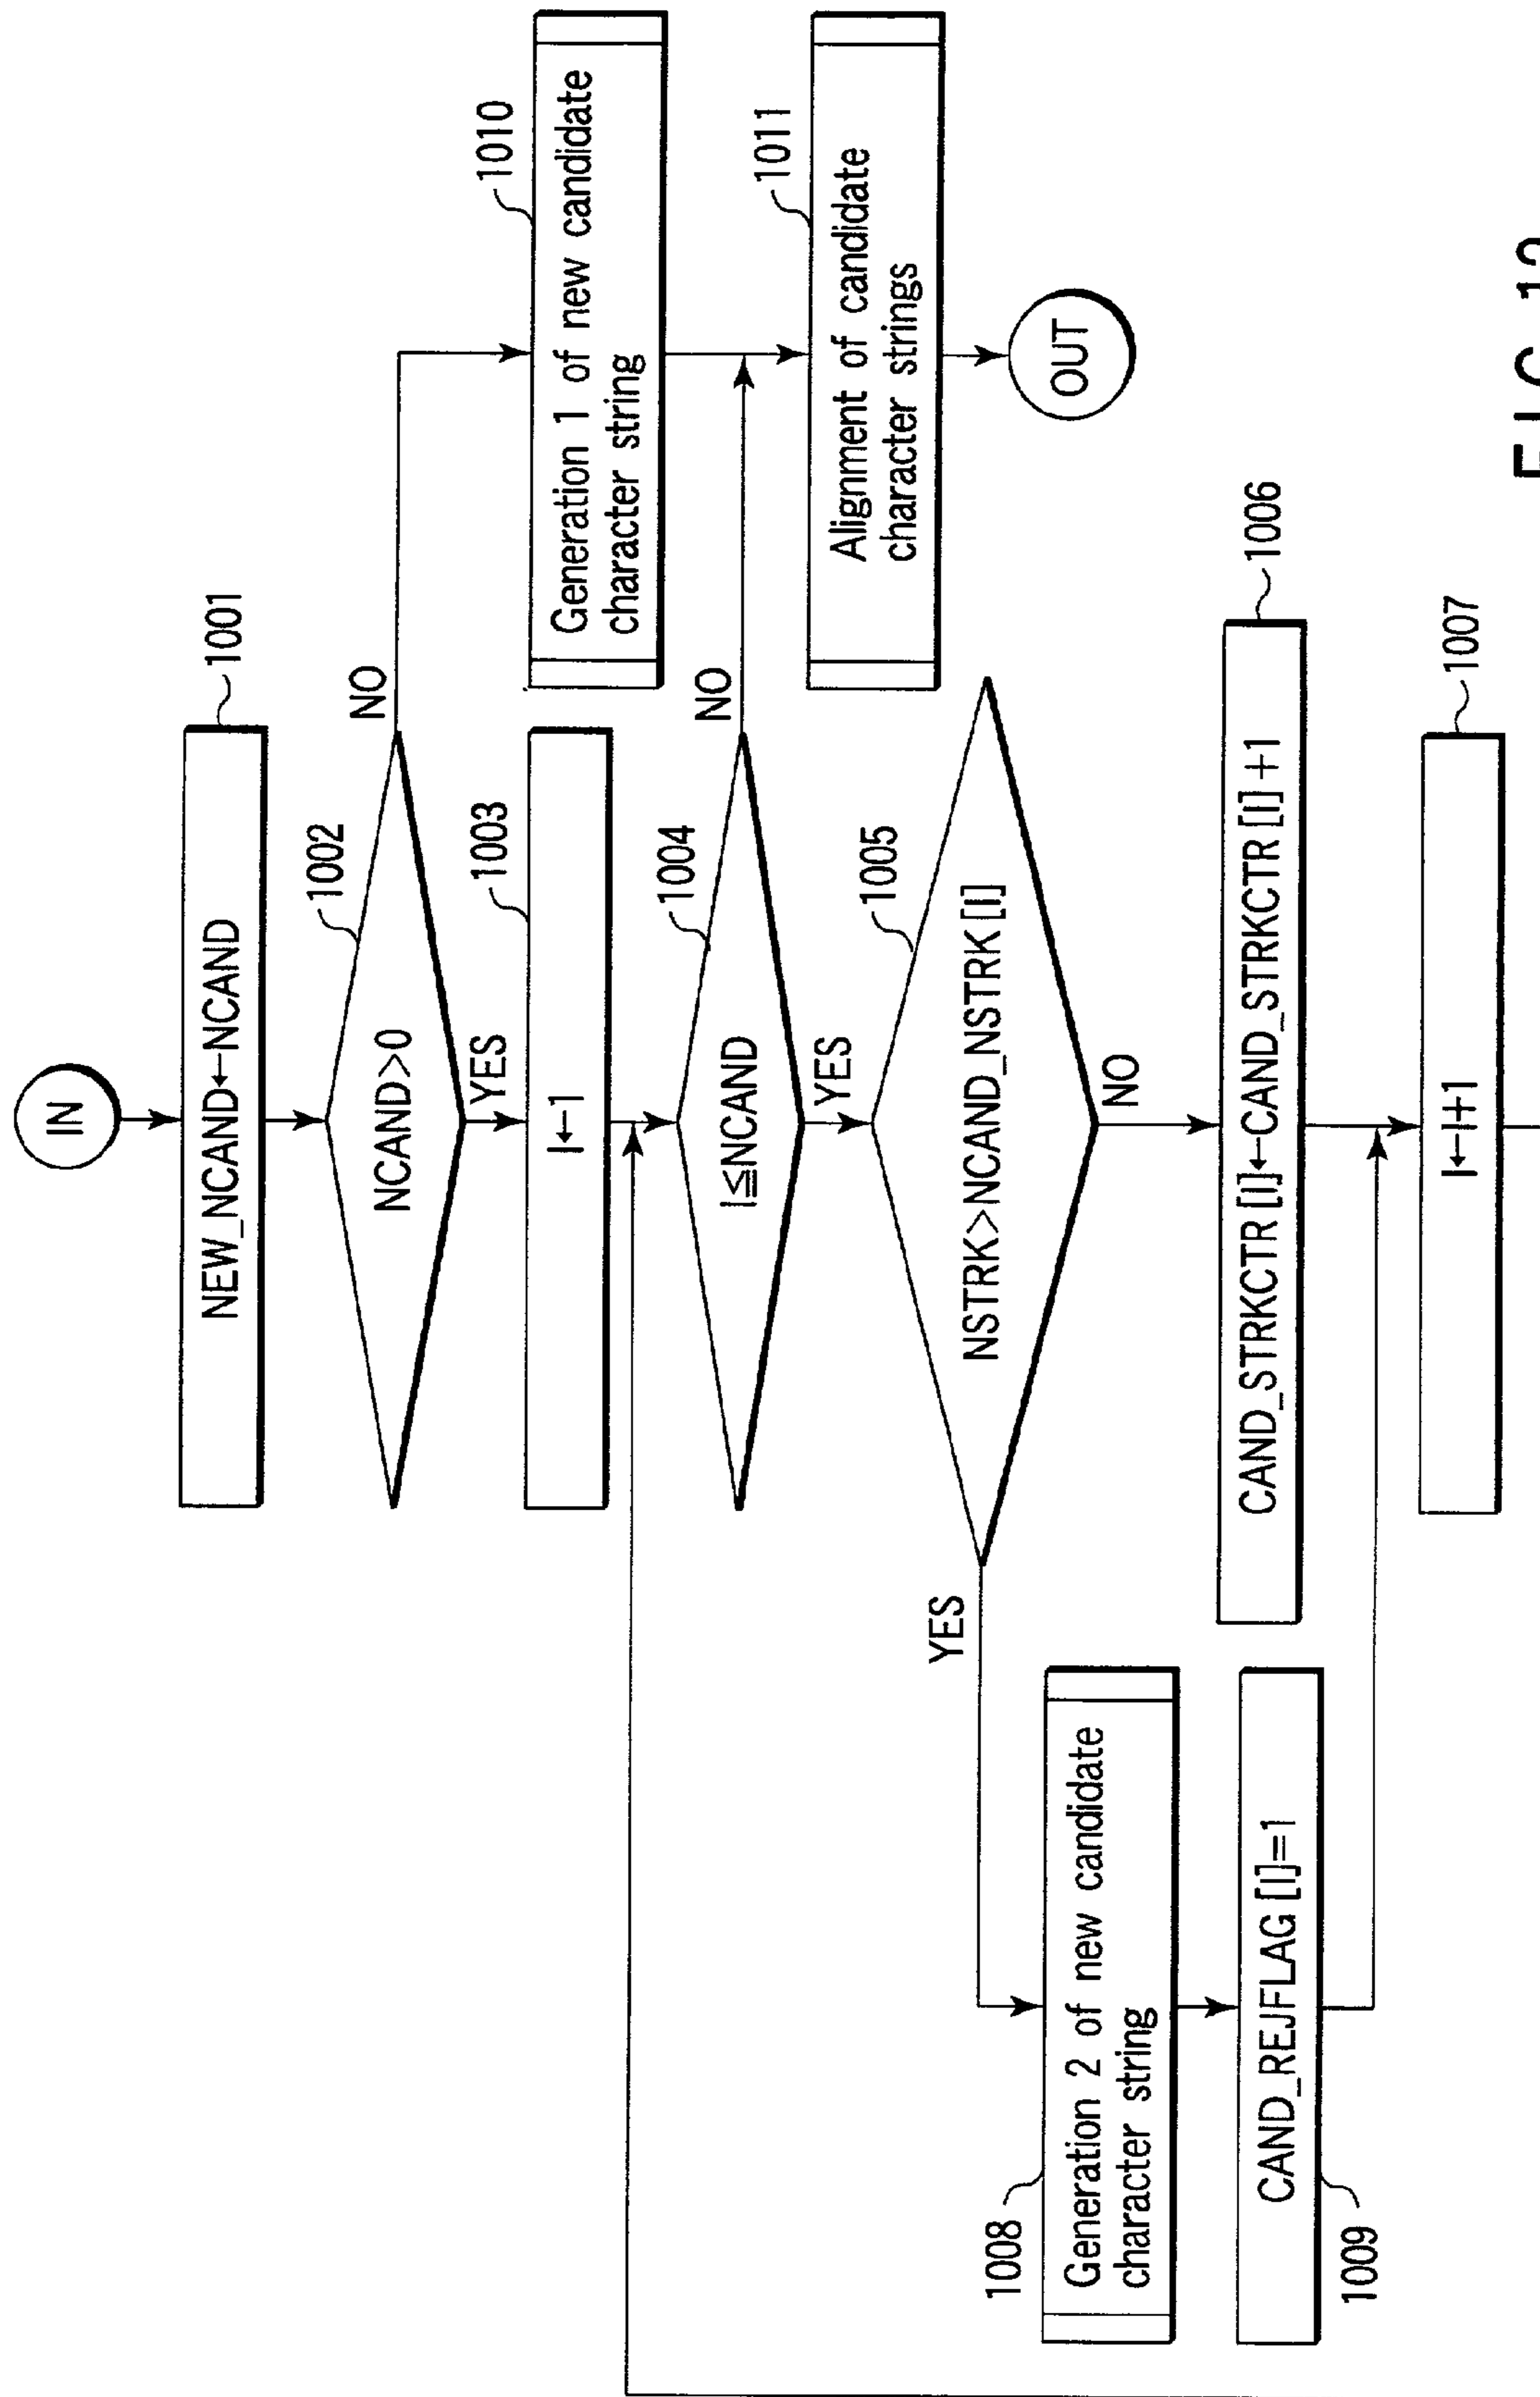 IN
NEW_NCAND←NCAND
1001
NCAND>0
1002
NO
YES
I←1
1003
I≦NCAND
1004
NO
YES
NSTRK>NCAND_NSTRK [I]
1005
YES
NO
CAND_STRKCTR [I]←CAND_STRKCTR [I] +1
1006
I←I+1
1007
1008
Generation 2 of new candidate
character string
CAND_REJFLAG [I]=1
1009
1010
Generation 1 of new candidate
character string
1011
Alignment of candidate
character strings
OUT